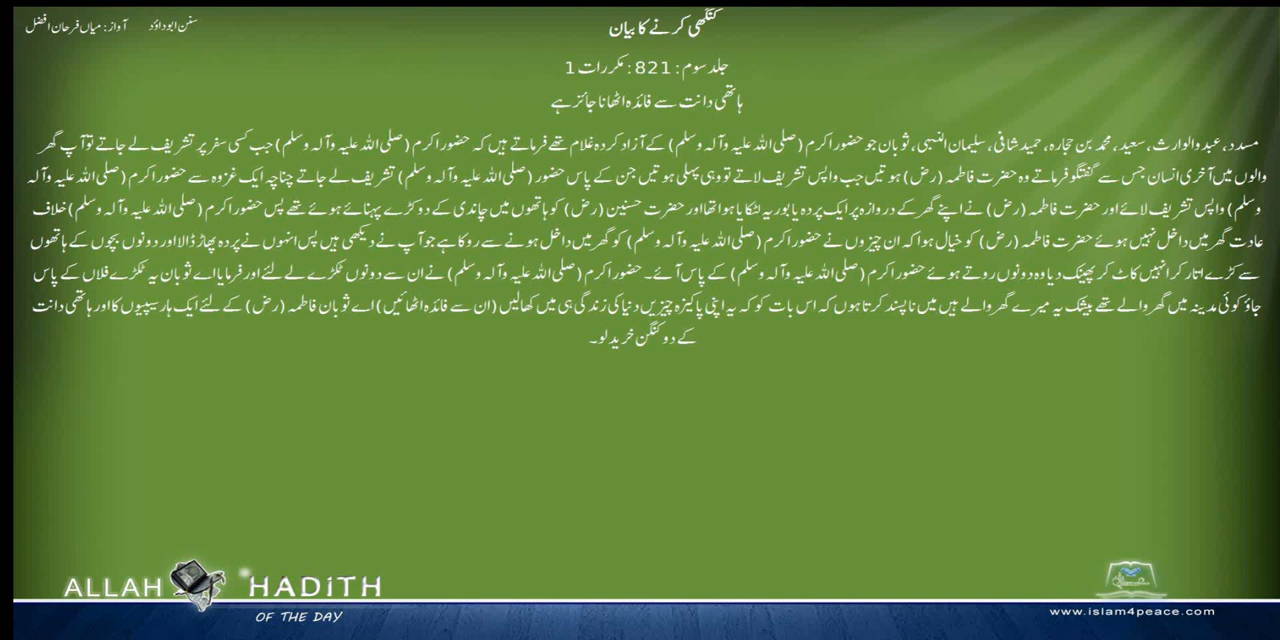 کنگھی کرنے کا بیان
سنن ابوداؤد آواز: میاں فرحان افضل
جلد سوم : 821 : مکررات 1
ہاتھی دانت سے فائدہ اٹھانا جائز ہے
مسدد، عبدوالوارث، سعید، محمد بن حجارہ، حمید شافی، سلیمان النبہی، ثوبان جو حضور اکرم (صلی اللہ علیہ وآلہ وسلم) کے آزاد کردہ غلام تھے فرماتے ہیں کہ حضور اکرم (صلی اللہ علیہ وآلہ وسلم) جب کسی سفر پر تشریف لے جاتے تو آپ گھر
والوں میں آخری انسان جس سے گفتگو فرماتے وہ حضرت فاطمہ (رض) ہوتیں جب واپس تشریف لاتے تو وہی پہلی ہوتیں جن کے پاس حضور (صلی اللہ علیہ وآلہ وسلم) تشریف لے جاتے چناچہ ایک غزوہ سے حضور اکرم (صلی اللہ علیہ وآلہ
وسلم) واپس تشریف لائے اور حضرت فاطمہ (رض) نے اپنے گھر کے دروازہ پر ایک پردہ یا بوریہ لٹکایا ہوا تھا اور حضرت حسنین (رض) کو ہاتھوں میں چاندی کے دو کڑے پہنائے ہوئے تھے پس حضور اکرم (صلی اللہ علیہ وآلہ وسلم) خلاف
عادت گھر میں داخل نہیں ہوئے حضرت فاطمہ (رض) کو خیال ہوا کہ ان چیزوں نے حضور اکرم (صلی اللہ علیہ وآلہ وسلم) کو گھر میں داخل ہونے سے روکا ہے جو آپ نے دیکھی ہیں پس انہوں نے پردہ پھاڑ ڈالا اور دونوں بچوں کے ہاتھوں
سے کڑے اتار کر انہیں کاٹ کر پھینک دیا وہ دونوں روتے ہوئے حضور اکرم (صلی اللہ علیہ وآلہ وسلم) کے پاس آئے۔ حضور اکرم (صلی اللہ علیہ وآلہ وسلم) نے ان سے دونوں ٹکڑے لے لئے اور فرمایا اے ثوبان یہ ٹکڑے فلاں کے پاس
جاؤ کوئی مدینہ میں گھر والے تھے بیشک یہ میرے گھر والے ہیں میں ناپسند کرتا ہوں کہ اس بات کو کہ یہ اپنی پاکیزہ چیزیں دنیا کی زندگی ہی میں کھالیں (ان سے فائدہ اٹھائیں) اے ثوبان فاطمہ (رض) کے لئے ایک ہار سیپیوں کا اور ہاتھی دانت
کے دو کنگن خرید لو۔
ALLAH HADITH
OF THE DAY
www.islam4peace.com